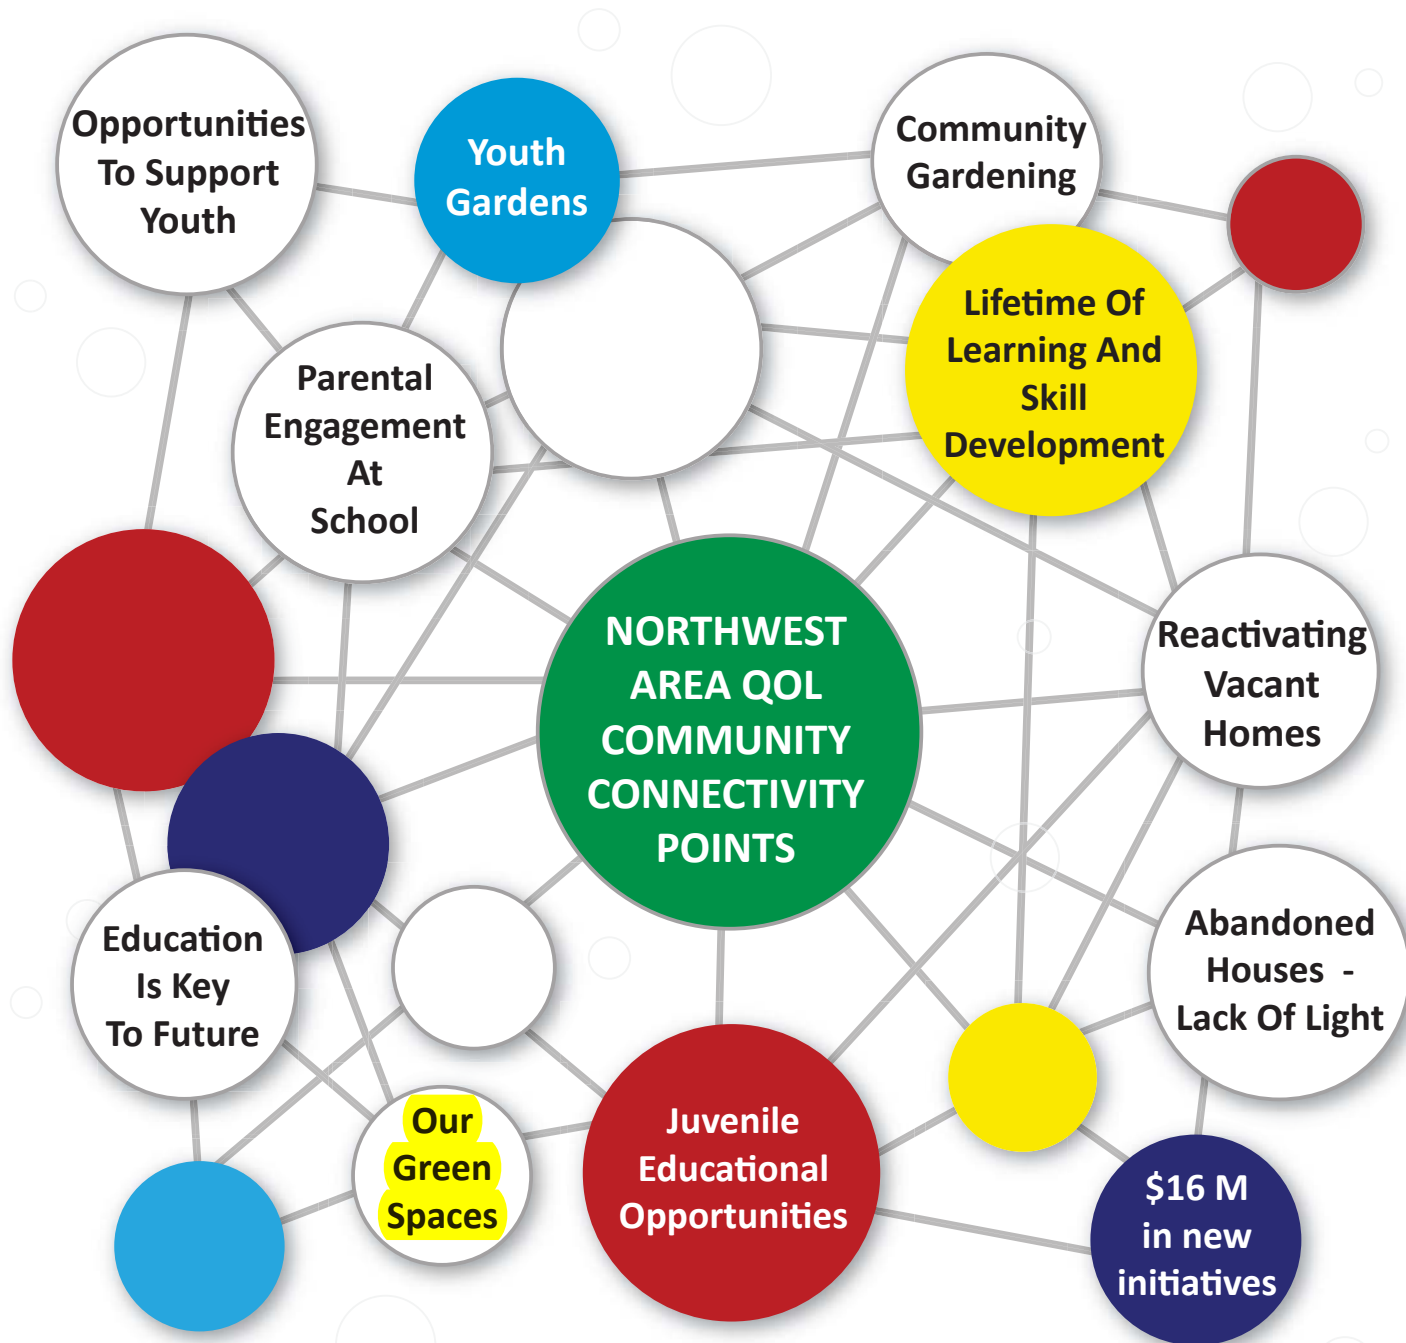 Opportunities
To Support
Youth
Youth
Gardens
Community
Gardening
Lifetime Of
Learning And
Skill
Development
Parental
Engagement
At
School
NORTHWEST
AREA QOL
COMMUNITY
CONNECTIVITY
POINTS
Reactivating
Vacant
Homes
Education
Is Key
To Future
Abandoned
Houses -
Lack Of Light
Our
Green
Spaces
Juvenile
Educational
Opportunities
$16 M
in new
initiatives